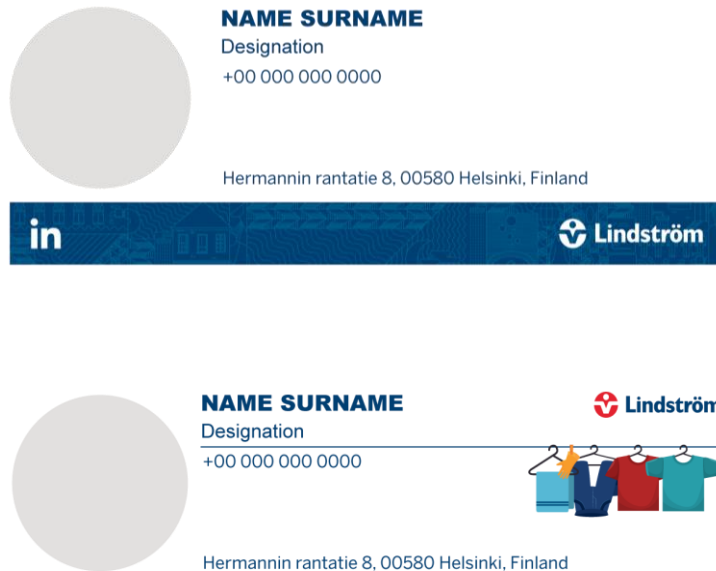 NAME SURNAME
Designation
+00 000 000 0000
Hermannin rantatie 8, 00580 Helsinki, Finland
in
Lindström
NAME SURNAME
Lindström
Designation
+00 000 000 0000
Hermannin rantatie 8, 00580 Helsinki, Finland